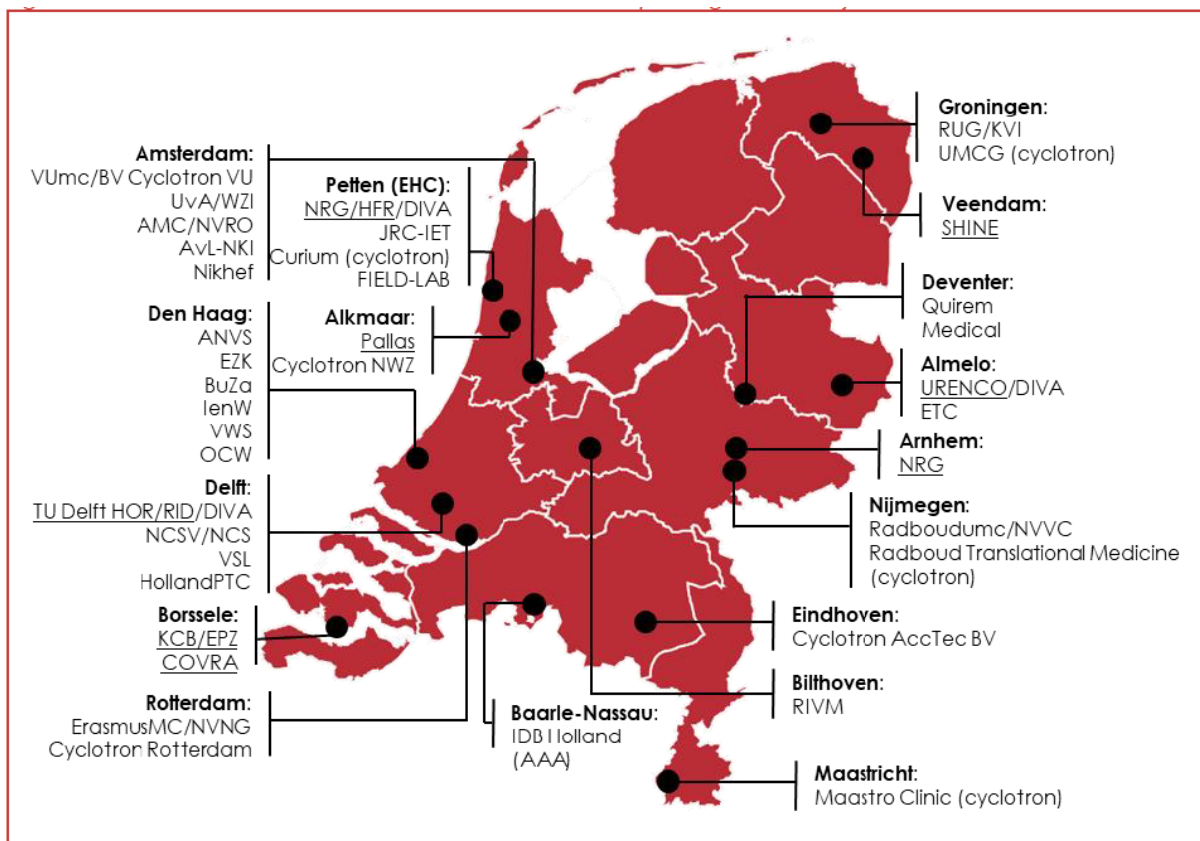 Amsterdam:
VUmc/BV Cyclotron VU
UvA/WZI
AMC/NVRO
AvL-NKI
Nikhef
Petten (EHC):
NRG/HFR/DIVA
JRC-IET
Curium (cyclotron)
FIELD-LAB
Den Haag:
ANVS
EZK
BuZa
IenW
VWS
OCW
Alkmaar:
Pallas
Cyclotron NWZ
Delft:
TU Delft HOR/RID/DIVA
NCSV/NCS
VSL
HollandPTC
Borssele:
KCB/EPZ
COVRA
Rotterdam:
ErasmusMC/NVNG
Cyclotron Rotterdam
Baarle-Nassau:
IDB Holland
(AAA)
Groningen:
RUG/KVI
UMCG (cyclotron)
Veendam:
SHINE
Deventer:
Quirem
Medical
Almelo:
URENCO/DIVA
ETC
Arnhem:
NRG
Nijmegen:
Radboudumc/NVVC
Radboud Translational Medicine
(cyclotron)
Eindhoven:
Cyclotron AccTec BV
Bilthoven:
RIVM
Maastricht:
Maastro Clinic (cyclotron)